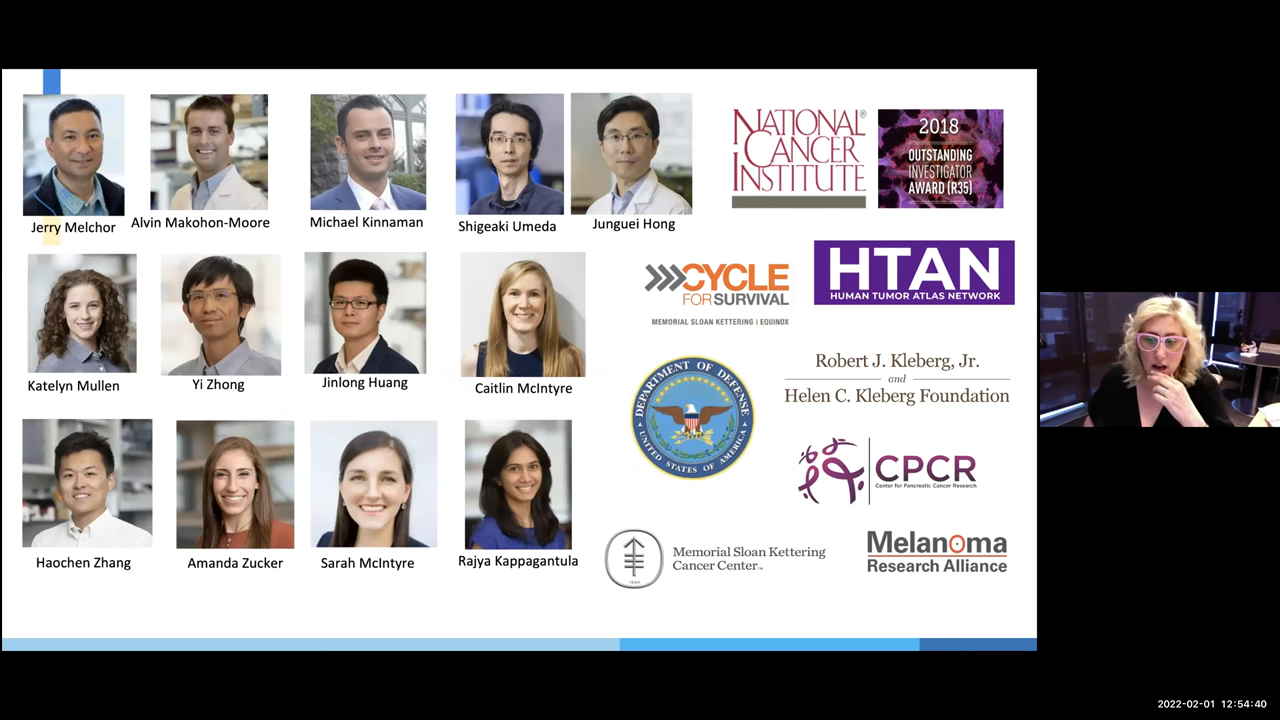 Jerry Melchor
Alvin Makohon-Moore
Michael Kinnaman
Shigeaki Umeda
Junguei Hong
Katelyn Mullen
Yi Zhong
Jinlong Huang
Caitlin McIntyre
Haochen Zhang
Amanda Zucker
Sarah McIntyre
Rajya Kappagantula
NATIONAL®
CANCER
INSTITUTE
2018
OUTSTANDING
INVESTIGATOR
AWARD (R35)
CYCLE
FOR SURVIVAL
MEMORIAL SLOAN KETTERING | EQUINOX
HTAN
HUMAN TUMOR ATLAS NETWORK
DEPARTMENT OF DEFENSE
UNITED STATES OF AMERICA
Robert J. Kleberg, Jr.
and
Helen C. Kleberg Foundation
CPCR
Center for Pancreatic Cancer Research
1884
Memorial Sloan Kettering
Cancer Center™
Melanoma
Research Alliance
2022-02-01 12:54:40